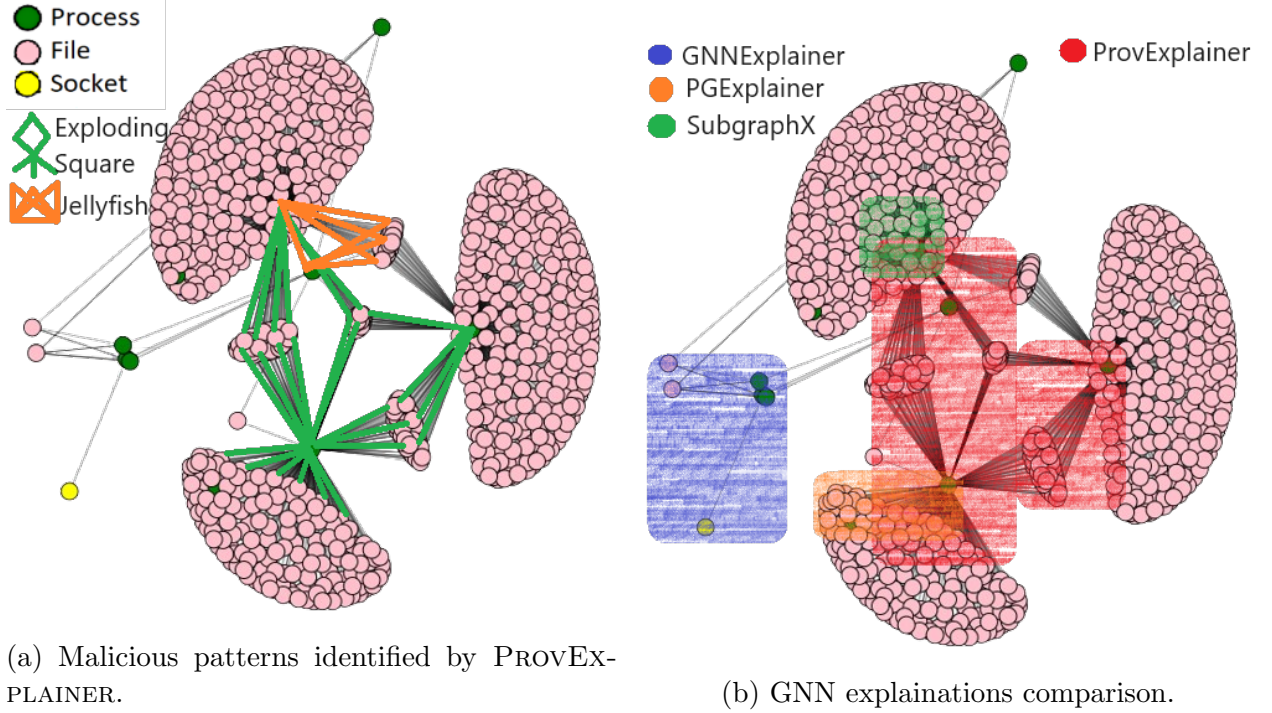 Process
File
Socket
Exploding
Square
Jellyfish
GNNExplainer
PGExplainer
SubgraphX
ProvExplainer
(a) Malicious patterns identified by PROVEX-
PLAINER.
(b) GNN explainations comparison.